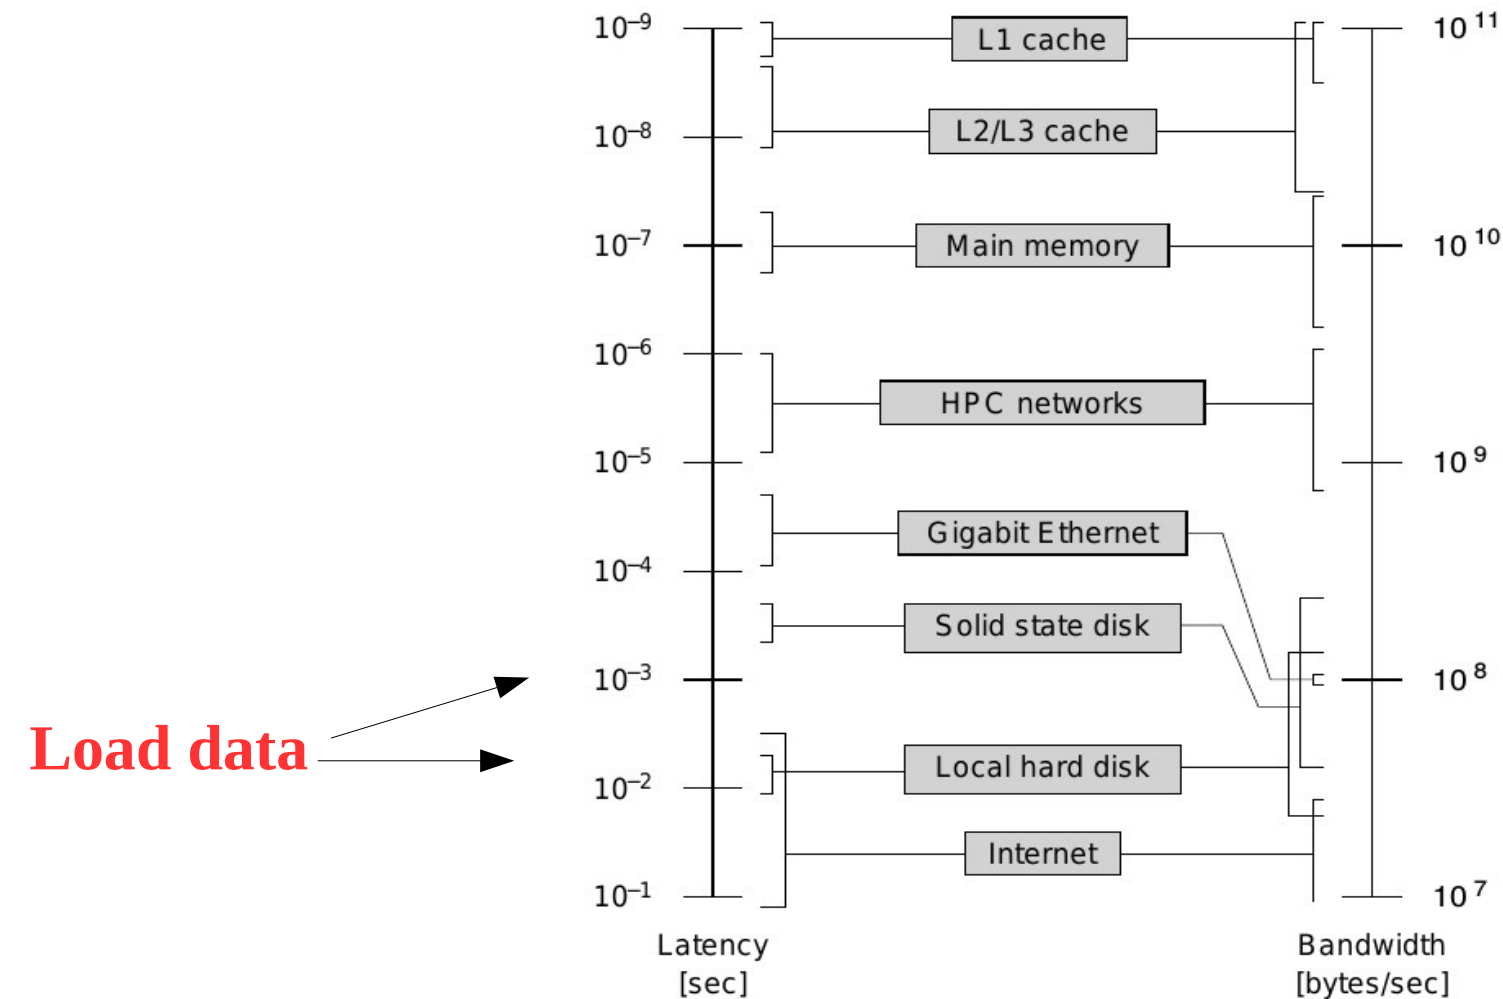 10⁻⁹ L1 cache 10¹¹
10⁻⁸ L2/L3 cache
10⁻⁷ Main memory 10¹⁰
10⁻⁶
HPC networks
10⁻⁵ 10⁹
Gigabit Ethernet
10⁻⁴
Solid state disk
10⁻³ 10⁸
Load data
Local hard disk
10⁻²
Internet
10⁻¹ 10⁷
Latency Bandwidth
[sec] [bytes/sec]